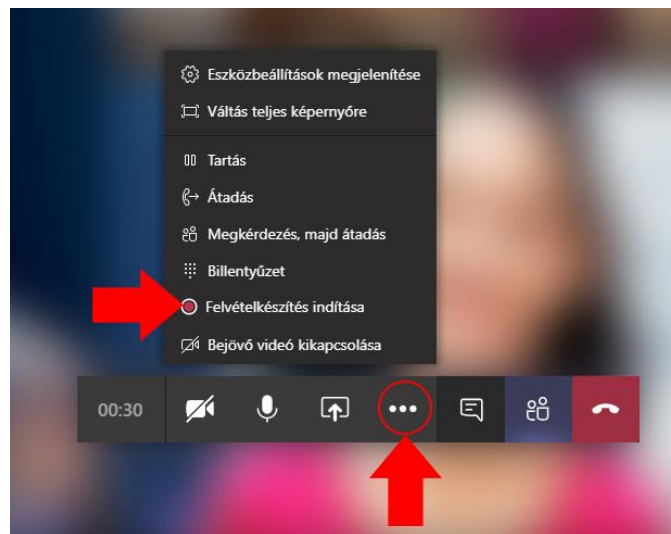 Eszközbeállítások megjelenítése
Váltás teljes képernyőre
Tartás
Átadás
Megkérdezés, majd átadás
Billentyűzet
Felvételkészítés indítása
Bejövő videó kikapcsolása
00:30